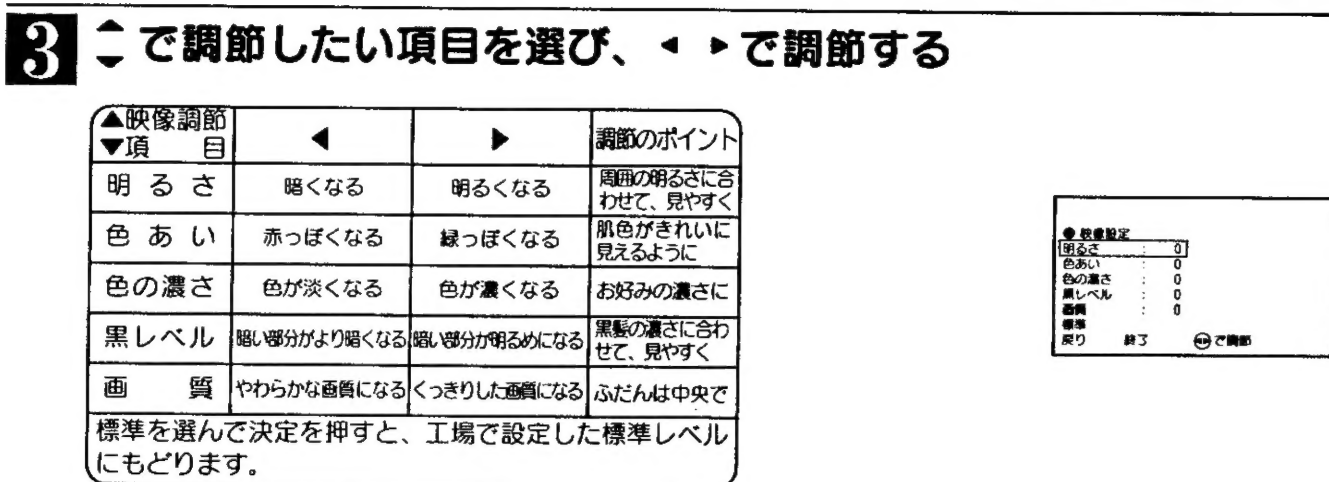 3 ▲▼で調節したい項目を選び、◀ ▶で調節する
▲映像調節
▼項 目
◀
▶
調節のポイント
明るさ
暗くなる
明るくなる
周囲の明るさに合
わせて、見やすく
色あい
赤っぽくなる
緑っぽくなる
肌色がきれいに
見えるように
色の濃さ
色が淡くなる
色が濃くなる
お好みの濃さに
黒レベル
暗い部分がより暗くなる
暗い部分が明るめになる
黒髪の濃さに合わ
せて、見やすく
画質
やわらかな画質になる
くっきりした画質になる
ふだんは中央で
標準を選んで決定を押すと、工場で設定した標準レベル
にもどります。
● 映像設定
明るさ : 0
色あい : 0
色の濃さ : 0
黒レベル : 0
画質 : 0
標準
戻り 終了 で調節